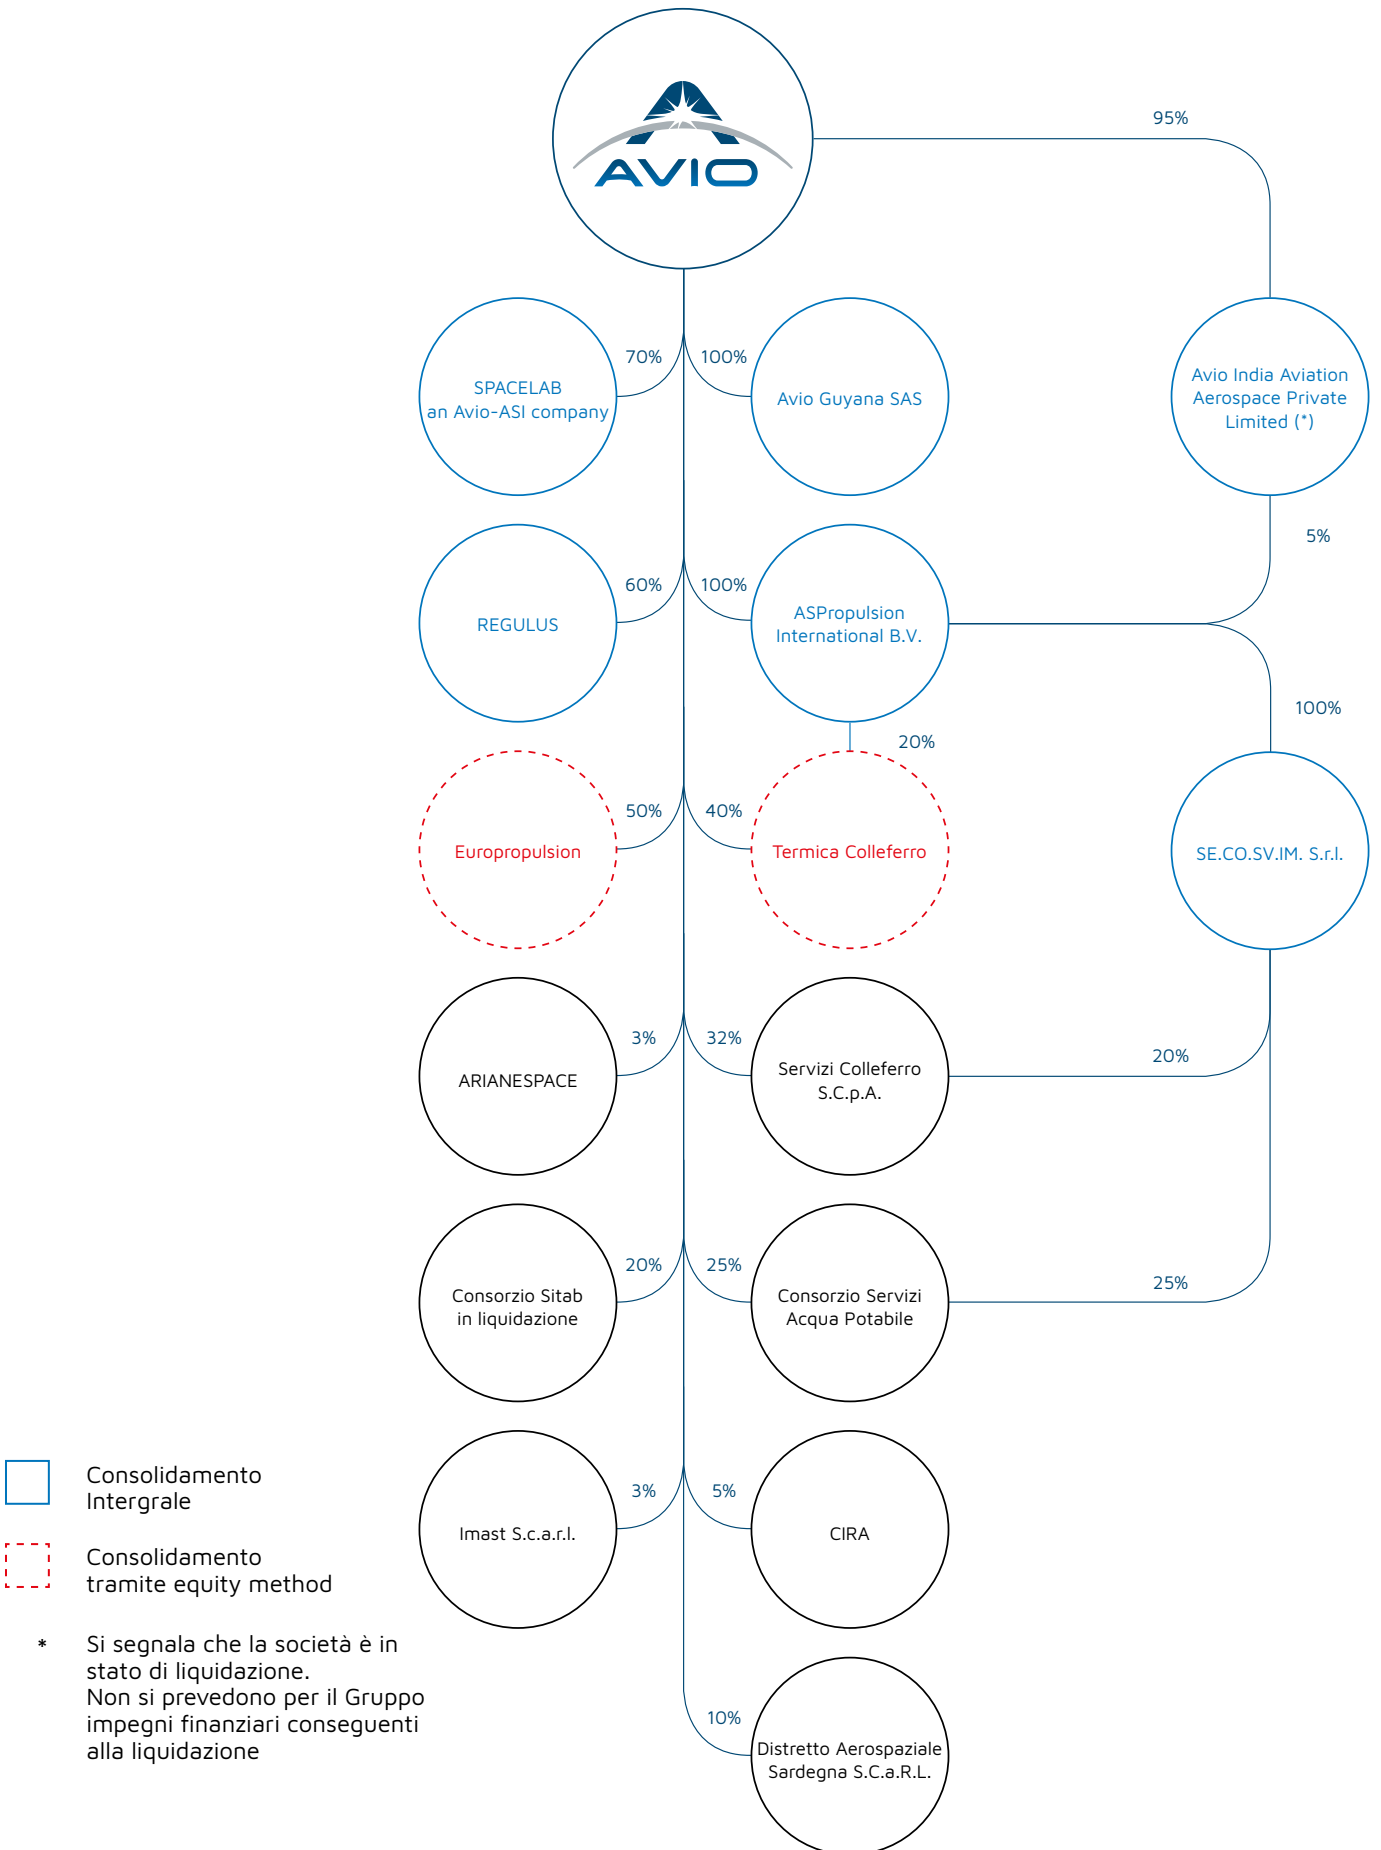 AVIO
95%
70%
100%
SPACELAB
an Avio-ASI company
Avio Guyana SAS
Avio India Aviation
Aerospace Private
Limited (*)
5%
60%
100%
REGULUS
ASPropulsion
International B.V.
100%
20%
50%
40%
Europropulsion
Termica Colleferro
SE.CO.SV.IM. S.r.l.
3%
32%
20%
ARIANESPACE
Servizi Colleferro
S.C.p.A.
20%
25%
25%
Consorzio Sitab
in liquidazione
Consorzio Servizi
Acqua Potabile
3%
5%
Imast S.c.a.r.l.
CIRA
10%
Distretto Aerospaziale
Sardegna S.C.a.R.L.
Consolidamento
Intergrale
Consolidamento
tramite equity method
* Si segnala che la società è in
stato di liquidazione.
Non si prevedono per il Gruppo
impegni finanziari conseguenti
alla liquidazione